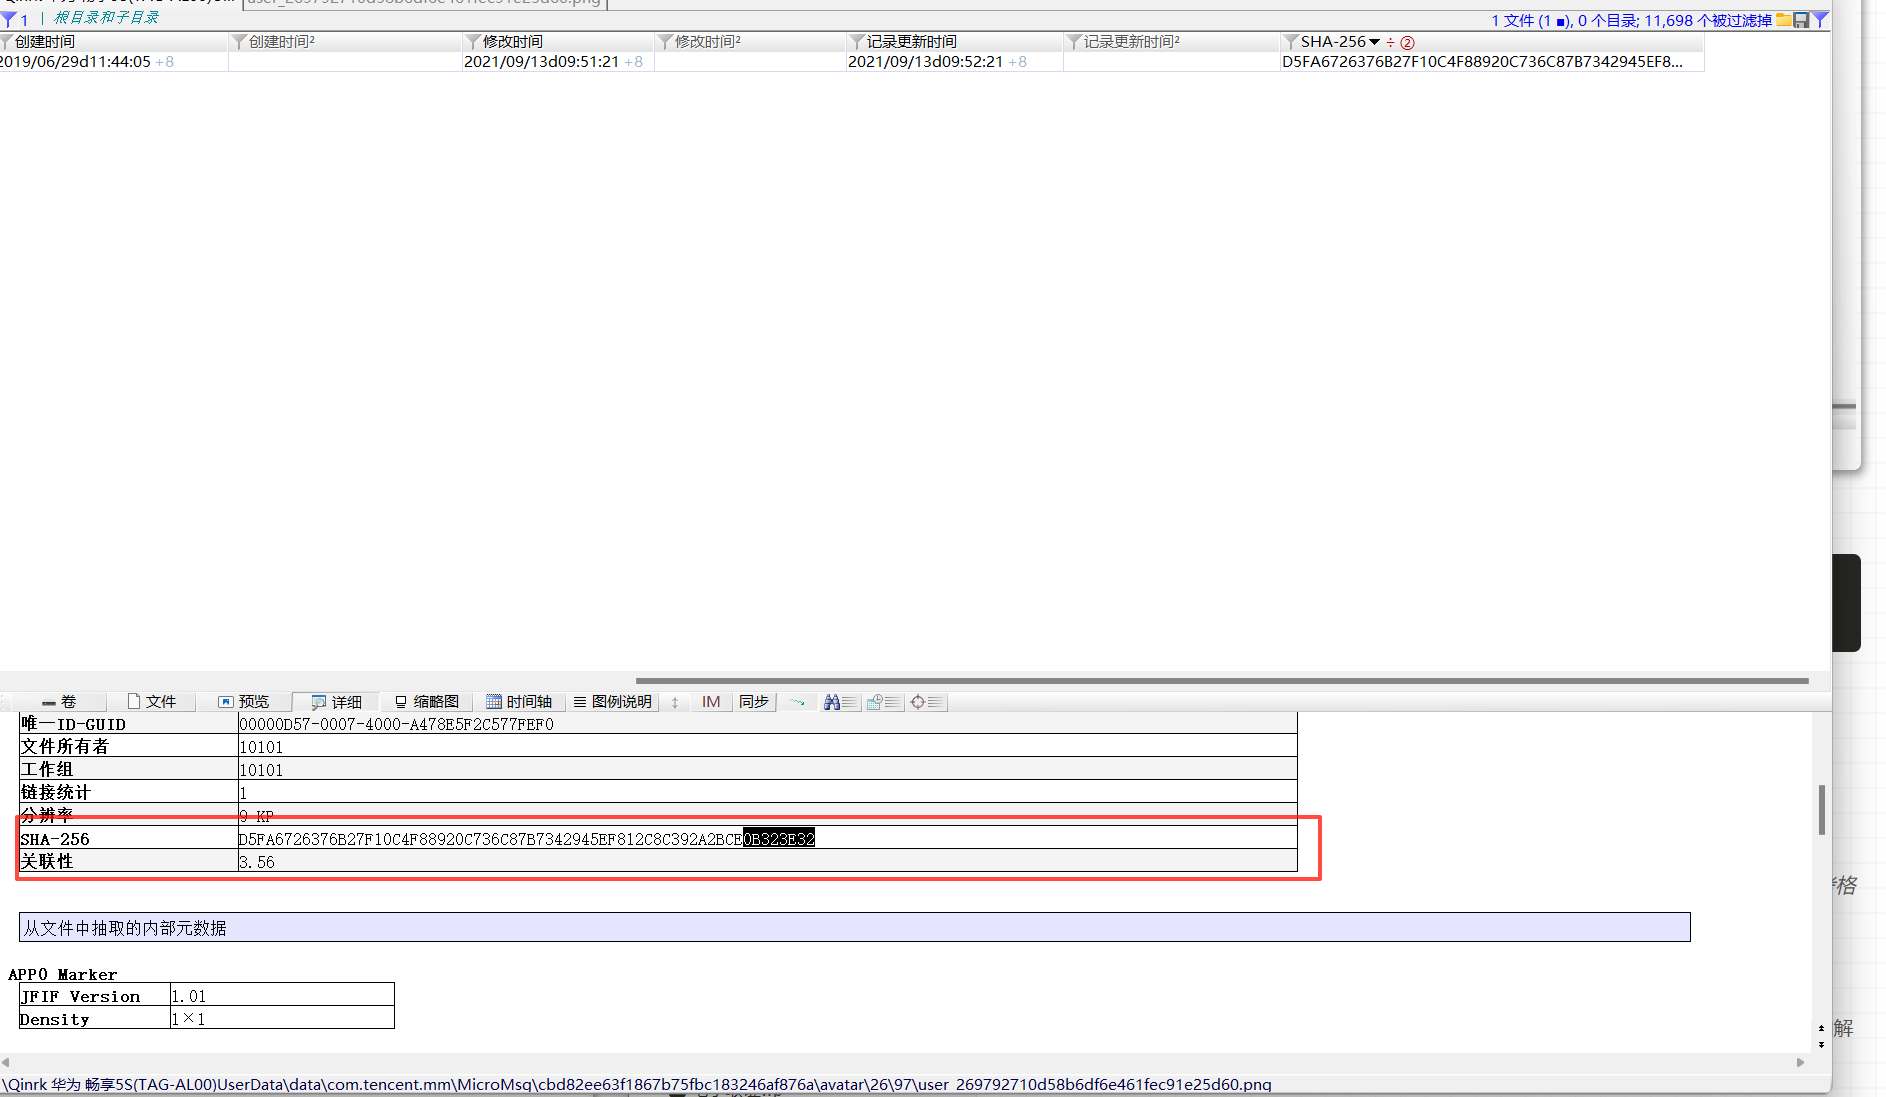 user_269792710d58b6df6e461fec91e25d60.png
1 | 根目录和子目录
1 文件 (1 ■), 0 个目录; 11,698 个被过滤掉
创建时间 创建时间² 修改时间 修改时间² 记录更新时间 记录更新时间² SHA-256 ÷ ②
2019/06/29d11:44:05 +8 2021/09/13d09:51:21 +8 2021/09/13d09:52:21 +8 D5FA6726376B27F10C4F88920C736C87B7342945EF8...
卷 文件 预览 详细 缩略图 时间轴 图例说明 IM 同步
唯一ID-GUID 00000D57-0007-4000-A478E5F2C577FEF0
文件所有者 10101
工作组 10101
链接统计 1
分辨率 9 KP
SHA-256 D5FA6726376B27F10C4F88920C736C87B7342945EF812C8C392A2BCE0B323E32
关联性 3.56
从文件中抽取的内部元数据
APP0 Marker
JFIF Version 1.01
Density 1×1
格
解
\Qinrk 华为 畅享5S(TAG-AL00)UserData\data\com.tencent.mm\MicroMsg\cbd82ee63f1867b75fbc183246af876a\avatar\26\97\user_269792710d58b6df6e461fec91e25d60.png